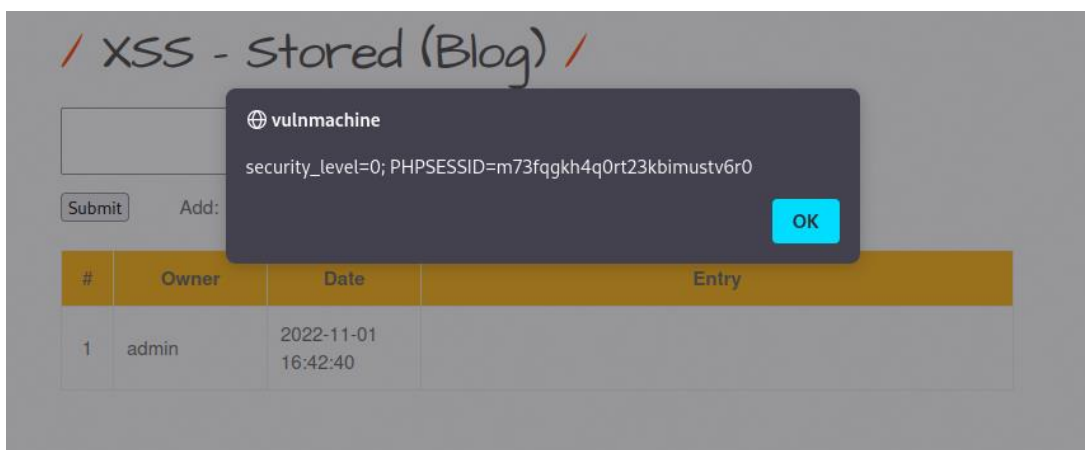 / XSS - Stored (Blog) /
vulnmachine
security_level=0; PHPSESSID=m73fqgkh4q0rt23kbimustv6r0
OK
Submit Add:
# Owner Date Entry
1 admin 2022-11-01
16:42:40